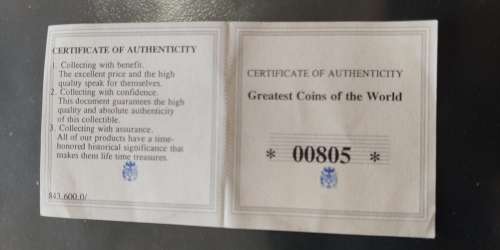 CERTIFICATE OF AUTHENTICITY
1. Collecting with benefit.
The excellent price and the high
quality speak for themselves.
2. Collecting with confidence.
This document guarantees the high
quality and absolute authenticity
of this collectible.
3. Collecting with assurance.
All of our products have a time-
honored historical significance that
makes them life time treasures.
843.600.0/
CERTIFICATE OF AUTHENTICITY
Greatest Coins of the World
* 00805 *